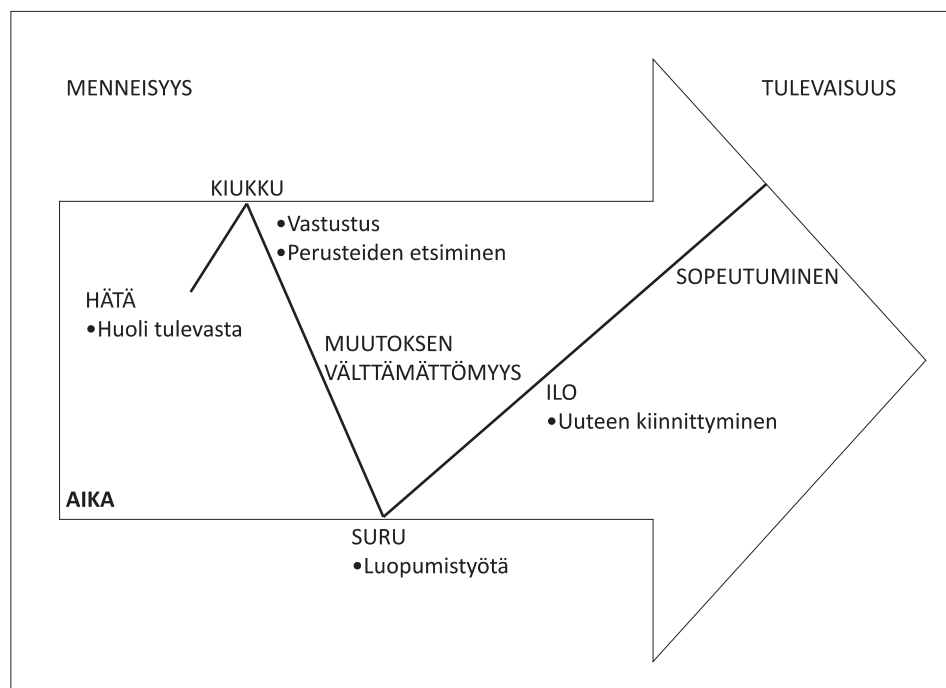 MENNEISYYS
TULEVAISUUS
KIUKKU
•Vastustus
•Perusteiden etsiminen
SOPEUTUMINEN
HÄTÄ
•Huoli tulevasta
MUUTOKSEN
VÄLTTÄMÄTTÖMYYS
ILO
•Uuteen kiinnittyminen
AIKA
SURU
•Luopumistyötä